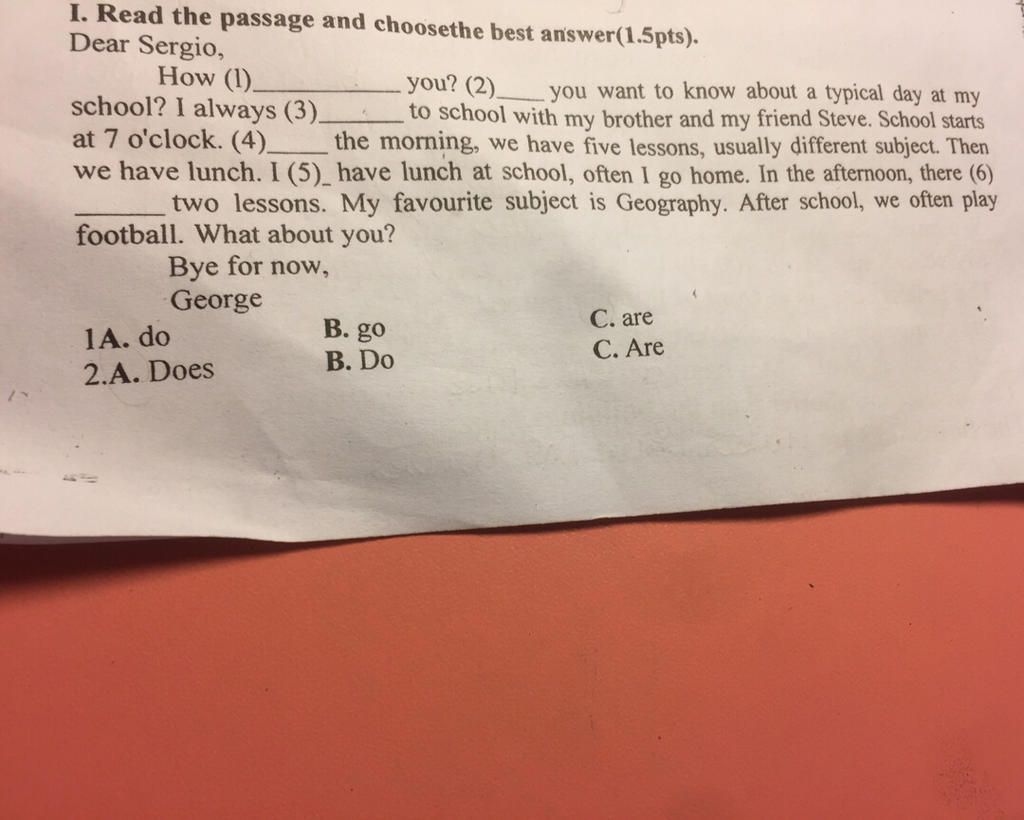 I. Read the passage and choosethe best answer(1.5pts).
Dear Sergio,
How (1)_____________ you? (2)____ you want to know about a typical day at my
school? I always (3)_______ to school with my brother and my friend Steve. School starts
at 7 o'clock. (4)_____ the morning, we have five lessons, usually different subject. Then
we have lunch. I (5)_ have lunch at school, often I go home. In the afternoon, there (6)
________ two lessons. My favourite subject is Geography. After school, we often play
football. What about you?
Bye for now,
George
1A. do B. go C. are
2.A. Does B. Do C. Are